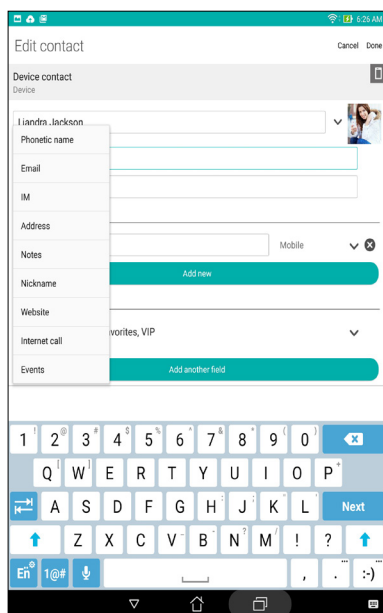 6:26 AM
Edit contact
Cancel Done
Device contact
Device
Liandra Jackson
Phonetic name
Email
IM
Address
Notes
Mobile
Nickname
Add new
Website
Internet call
vorites, VIP
Events
Add another field
1 ! 2 @ 3 # 4 $ 5 % 6 ^ 7 & 8 * 9 ( 0 )
Q [ W ] E R T Y U I O P +
A S D F G H : J ; K " L ' Next
Z X C V - B _ N ? M / ! ?
En 1@# , . ... :-) ...